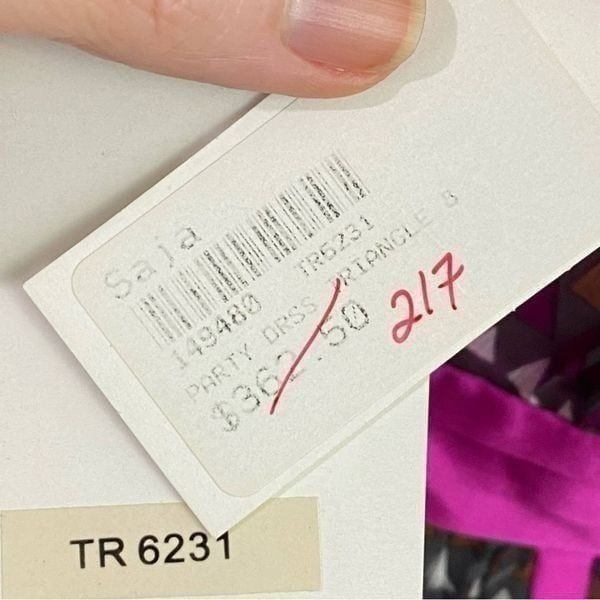 Saja
149480 TR6231
PARTY DRSS TRIANGLE B
$362.50
217
TR 6231